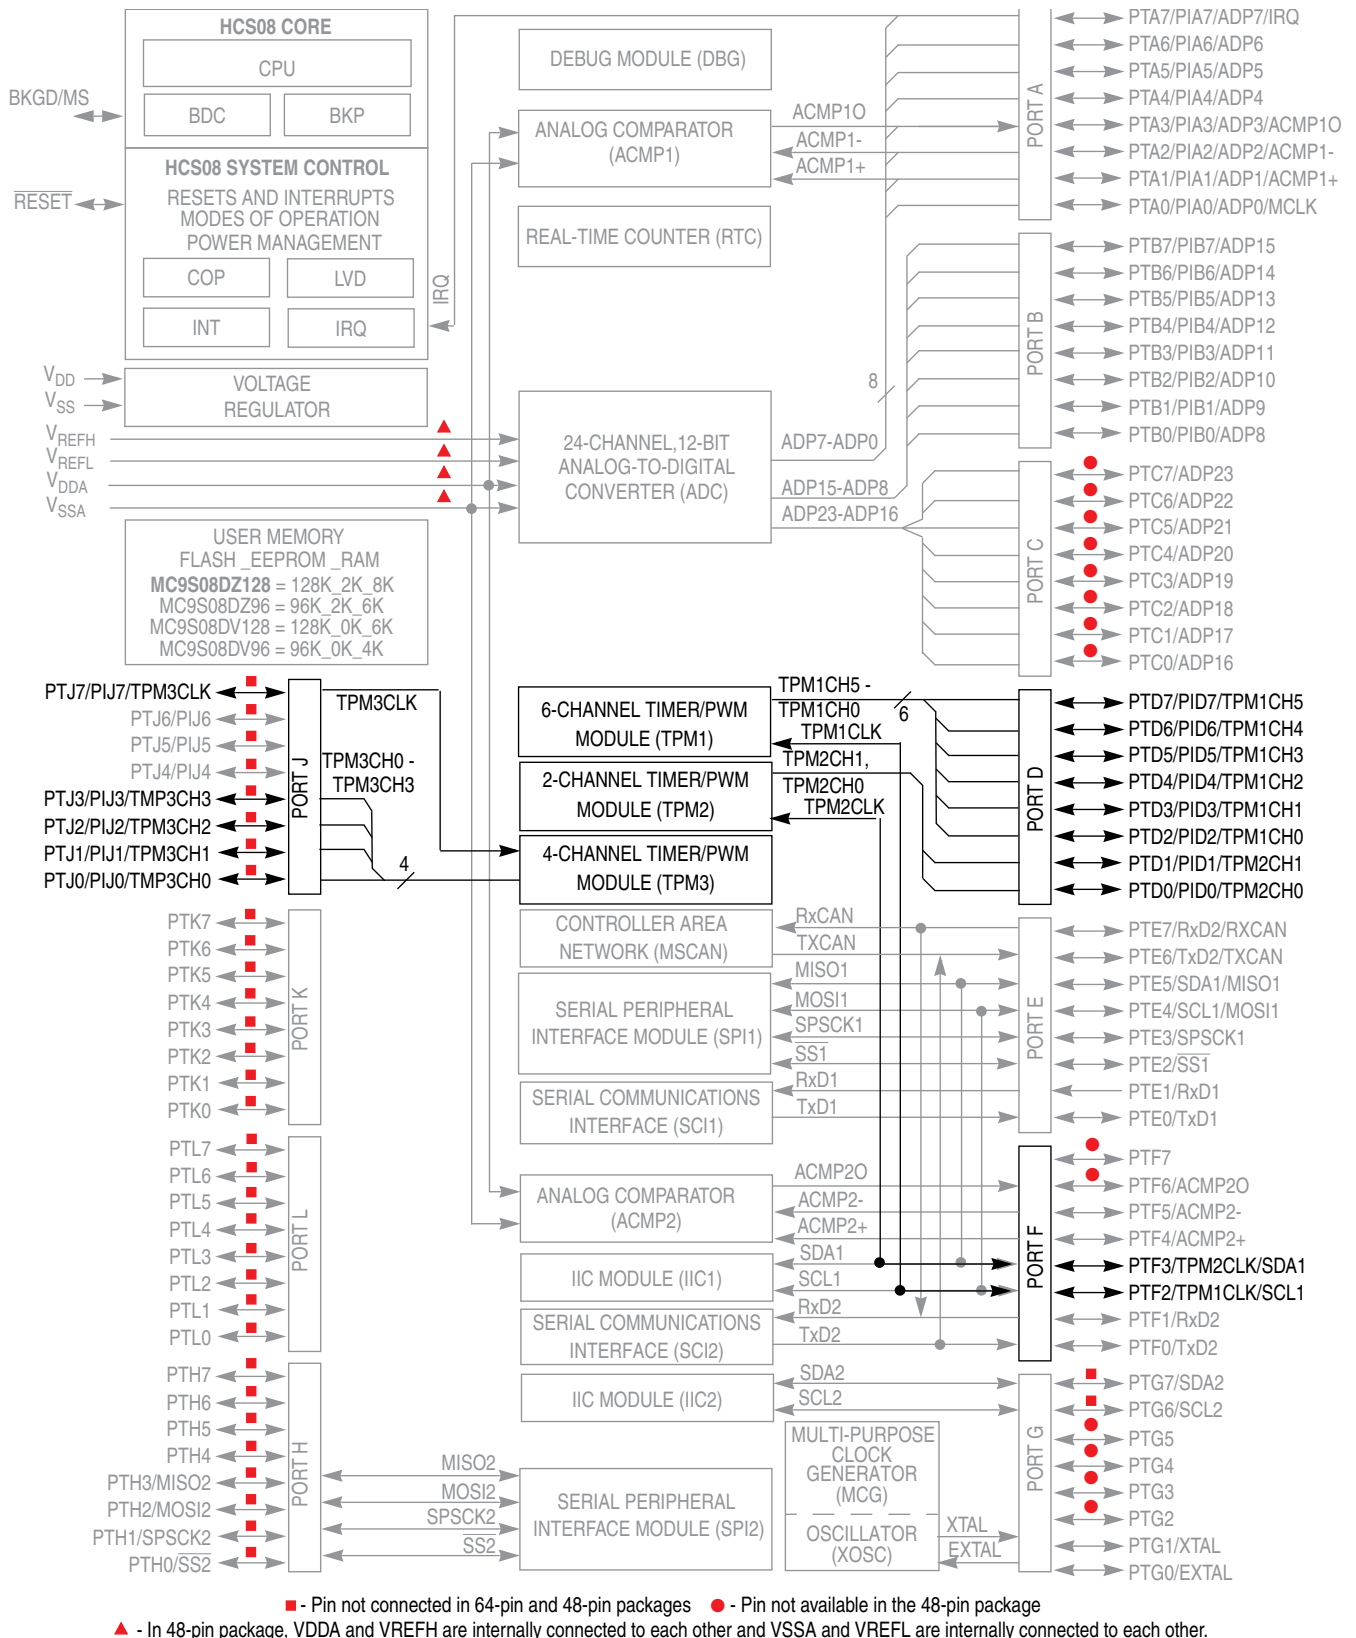 HCS08 CORE
CPU
BDC
BKP
BKGD/MS
HCS08 SYSTEM CONTROL
RESETS AND INTERRUPTS
MODES OF OPERATION
POWER MANAGEMENT
RESET
COP
LVD
INT
IRQ
IRQ
VDD
VSS
VOLTAGE
REGULATOR
VREFH
VREFL
VDDA
VSSA
USER MEMORY
FLASH _EEPROM _RAM
MC9S08DZ128 = 128K_2K_8K
MC9S08DZ96 = 96K_2K_6K
MC9S08DV128 = 128K_0K_6K
MC9S08DV96 = 96K_0K_4K
DEBUG MODULE (DBG)
ANALOG COMPARATOR
(ACMP1)
ACMP1O
ACMP1-
ACMP1+
REAL-TIME COUNTER (RTC)
24-CHANNEL,12-BIT
ANALOG-TO-DIGITAL
CONVERTER (ADC)
8
ADP7-ADP0
ADP15-ADP8
ADP23-ADP16
PORT A
PTA7/PIA7/ADP7/IRQ
PTA6/PIA6/ADP6
PTA5/PIA5/ADP5
PTA4/PIA4/ADP4
PTA3/PIA3/ADP3/ACMP1O
PTA2/PIA2/ADP2/ACMP1-
PTA1/PIA1/ADP1/ACMP1+
PTA0/PIA0/ADP0/MCLK
PORT B
PTB7/PIB7/ADP15
PTB6/PIB6/ADP14
PTB5/PIB5/ADP13
PTB4/PIB4/ADP12
PTB3/PIB3/ADP11
PTB2/PIB2/ADP10
PTB1/PIB1/ADP9
PTB0/PIB0/ADP8
PORT C
PTC7/ADP23
PTC6/ADP22
PTC5/ADP21
PTC4/ADP20
PTC3/ADP19
PTC2/ADP18
PTC1/ADP17
PTC0/ADP16
PTJ7/PIJ7/TPM3CLK
PTJ6/PIJ6
PTJ5/PIJ5
PTJ4/PIJ4
PTJ3/PIJ3/TMP3CH3
PTJ2/PIJ2/TPM3CH2
PTJ1/PIJ1/TPM3CH1
PTJ0/PIJ0/TMP3CH0
PORT J
TPM3CLK
TPM3CH0 -
TPM3CH3
4
6-CHANNEL TIMER/PWM
MODULE (TPM1)
2-CHANNEL TIMER/PWM
MODULE (TPM2)
4-CHANNEL TIMER/PWM
MODULE (TPM3)
TPM1CH5 -
TPM1CH0
6
TPM1CLK
TPM2CH1,
TPM2CH0
TPM2CLK
PORT D
PTD7/PID7/TPM1CH5
PTD6/PID6/TPM1CH4
PTD5/PID5/TPM1CH3
PTD4/PID4/TPM1CH2
PTD3/PID3/TPM1CH1
PTD2/PID2/TPM1CH0
PTD1/PID1/TPM2CH1
PTD0/PID0/TPM2CH0
PTK7
PTK6
PTK5
PTK4
PTK3
PTK2
PTK1
PTK0
PORT K
CONTROLLER AREA
NETWORK (MSCAN)
RxCAN
TXCAN
SERIAL PERIPHERAL
INTERFACE MODULE (SPI1)
MISO1
MOSI1
SPSCK1
SS1
SERIAL COMMUNICATIONS
INTERFACE (SCI1)
RxD1
TxD1
PORT E
PTE7/RxD2/RXCAN
PTE6/TxD2/TXCAN
PTE5/SDA1/MISO1
PTE4/SCL1/MOSI1
PTE3/SPSCK1
PTE2/SS1
PTE1/RxD1
PTE0/TxD1
PTL7
PTL6
PTL5
PTL4
PTL3
PTL2
PTL1
PTL0
PORT L
ANALOG COMPARATOR
(ACMP2)
ACMP2O
ACMP2-
ACMP2+
IIC MODULE (IIC1)
SDA1
SCL1
SERIAL COMMUNICATIONS
INTERFACE (SCI2)
RxD2
TxD2
PORT F
PTF7
PTF6/ACMP2O
PTF5/ACMP2-
PTF4/ACMP2+
PTF3/TPM2CLK/SDA1
PTF2/TPM1CLK/SCL1
PTF1/RxD2
PTF0/TxD2
PTH7
PTH6
PTH5
PTH4
PTH3/MISO2
PTH2/MOSI2
PTH1/SPSCK2
PTH0/SS2
PORT H
MISO2
MOSI2
SPSCK2
SS2
IIC MODULE (IIC2)
SDA2
SCL2
SERIAL PERIPHERAL
INTERFACE MODULE (SPI2)
MULTI-PURPOSE
CLOCK
GENERATOR
(MCG)
OSCILLATOR
(XOSC)
XTAL
EXTAL
PORT G
PTG7/SDA2
PTG6/SCL2
PTG5
PTG4
PTG3
PTG2
PTG1/XTAL
PTG0/EXTAL
- Pin not connected in 64-pin and 48-pin packages
- Pin not available in the 48-pin package
- In 48-pin package, VDDA and VREFH are internally connected to each other and VSSA and VREFL are internally connected to each other.